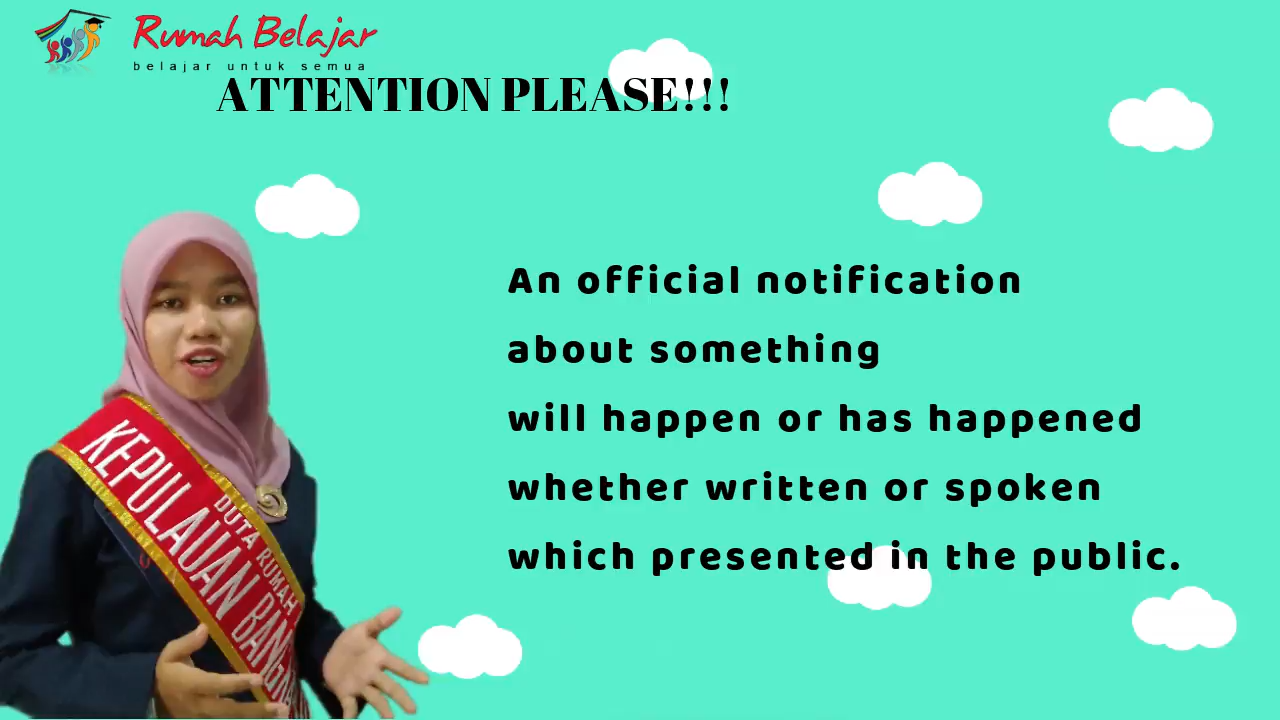 Rumah Belajar
belajar untuk semua
ATTENTION PLEASE!!!
An official notification
about something
will happen or has happened
whether written or spoken
which presented in the public.
DUTA RUMAH
KEPULAUAN